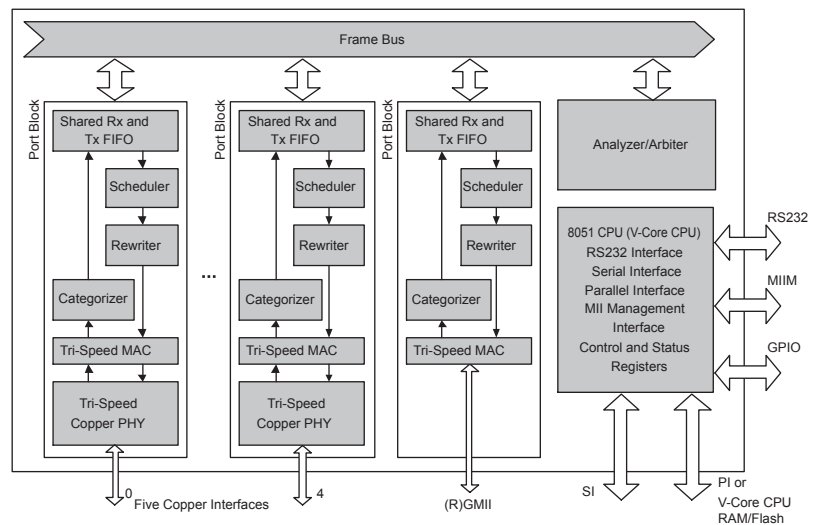 Frame Bus
Port Block
Shared Rx and
Tx FIFO
Scheduler
Rewriter
Categorizer
Tri-Speed MAC
Tri-Speed
Copper PHY
...
Port Block
Shared Rx and
Tx FIFO
Scheduler
Rewriter
Categorizer
Tri-Speed MAC
Tri-Speed
Copper PHY
Port Block
Shared Rx and
Tx FIFO
Scheduler
Rewriter
Categorizer
Tri-Speed MAC
Analyzer/Arbiter
8051 CPU (V-Core CPU)
RS232 Interface
Serial Interface
Parallel Interface
MII Management
Interface
Control and Status
Registers
RS232
MIIM
GPIO
0
Five Copper Interfaces
4
(R)GMII
SI
PI or
V-Core CPU
RAM/Flash